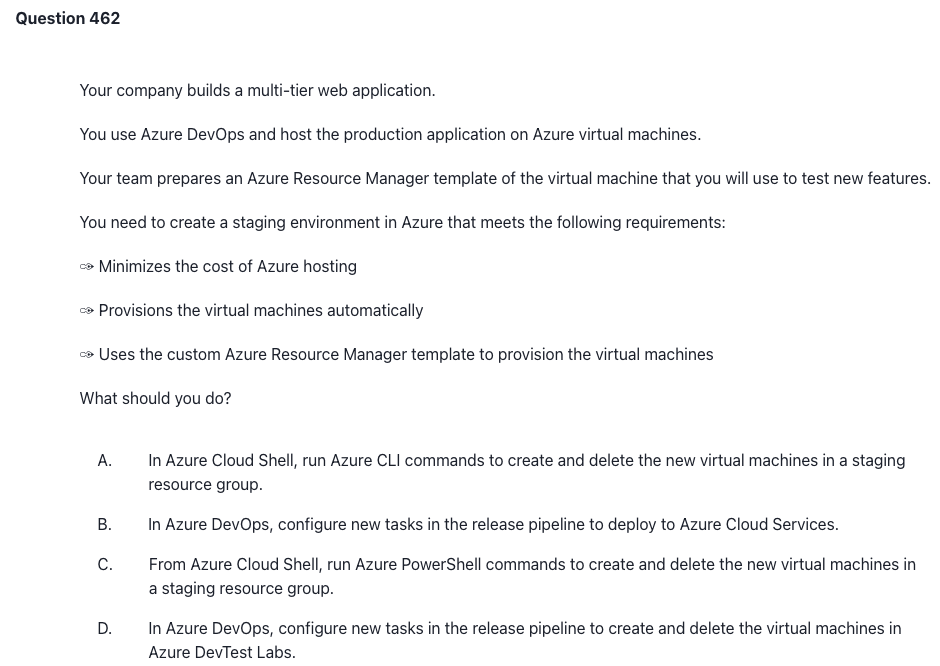 Question 462
Your company builds a multi-tier web application.
You use Azure DevOps and host the production application on Azure virtual machines.
Your team prepares an Azure Resource Manager template of the virtual machine that you will use to test new features.
You need to create a staging environment in Azure that meets the following requirements:
✑ Minimizes the cost of Azure hosting
✑ Provisions the virtual machines automatically
✑ Uses the custom Azure Resource Manager template to provision the virtual machines
What should you do?
A. In Azure Cloud Shell, run Azure CLI commands to create and delete the new virtual machines in a staging
resource group.
B. In Azure DevOps, configure new tasks in the release pipeline to deploy to Azure Cloud Services.
C. From Azure Cloud Shell, run Azure PowerShell commands to create and delete the new virtual machines in
a staging resource group.
D. In Azure DevOps, configure new tasks in the release pipeline to create and delete the virtual machines in
Azure DevTest Labs.